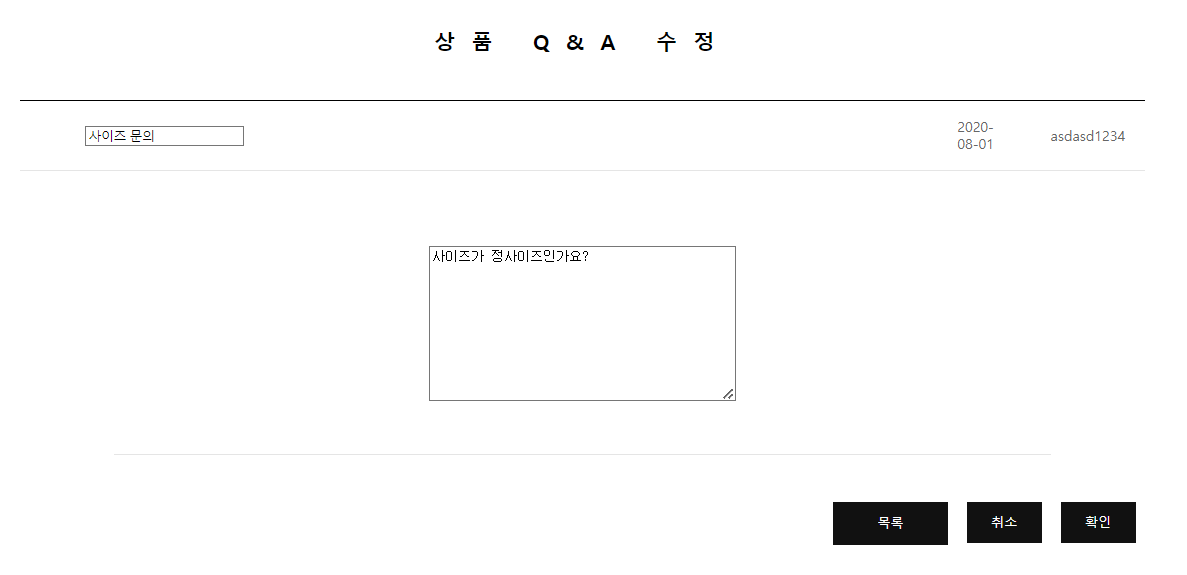 상 품 Q & A 수 정
사이즈 문의
2020-
08-01
asdasd1234
사이즈가 정사이즈인가요?
목록
취소
확인